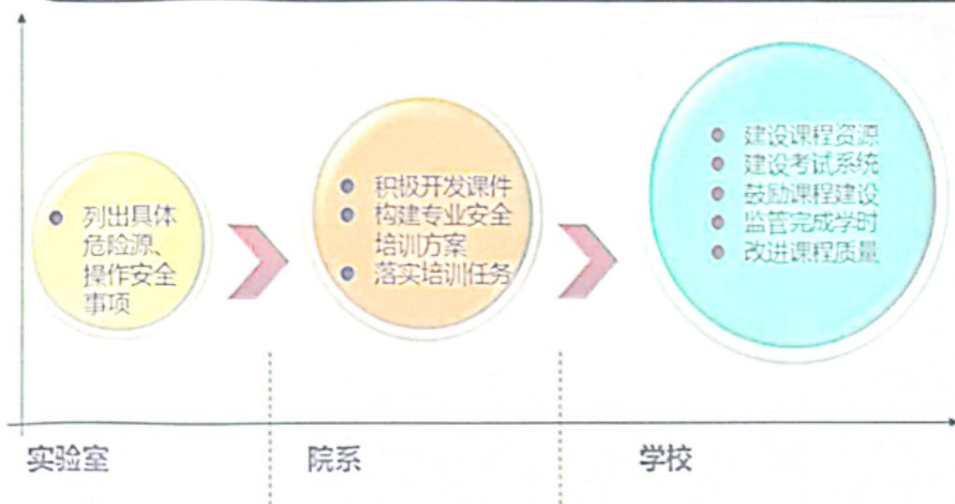 列出具体
危险源、
操作安全
事项
积极开发课件
构建专业安全
培训方案
落实培训任务
建设课程资源
建设考试系统
鼓励课程建设
监管完成学时
改进课程质量
实验室
院系
学校